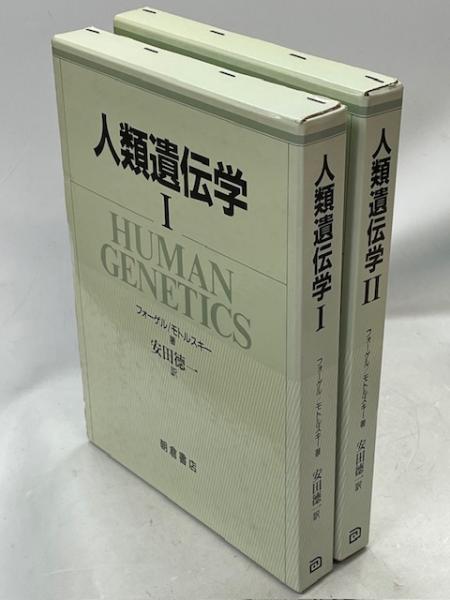 人類遺伝学
I
HUMAN
GENETICS
フォーゲル/モトルスキー
著
安田徳一
訳
朝倉書店
人類遺伝学 I
フォーゲル/モトルスキー 著
安田徳一 訳
人類遺伝学 II
フォーゲル/モトルスキー 著
安田徳一 訳